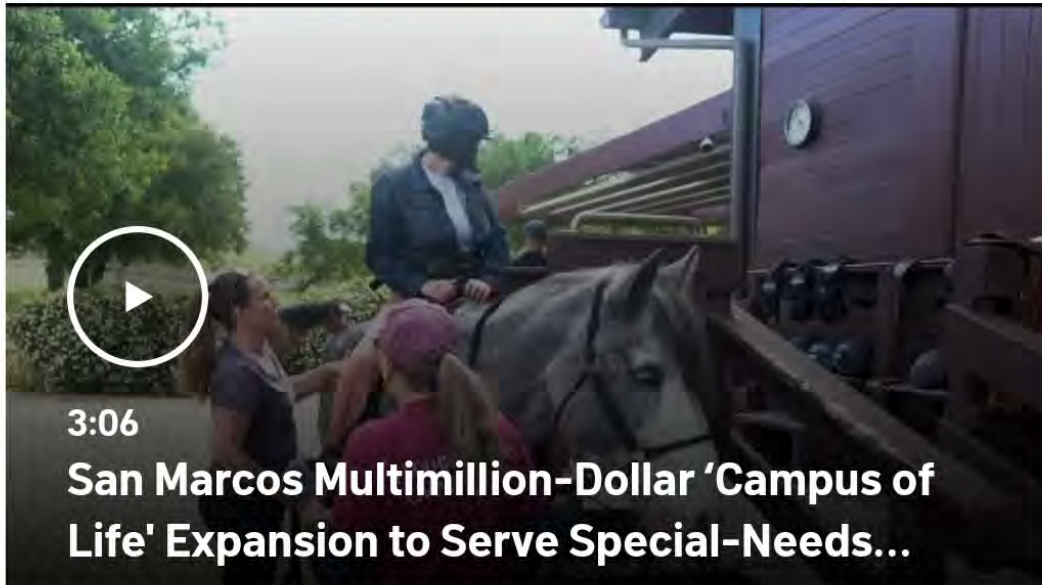 3:06
San Marcos Multimillion-Dollar ‘Campus of
Life' Expansion to Serve Special-Needs...